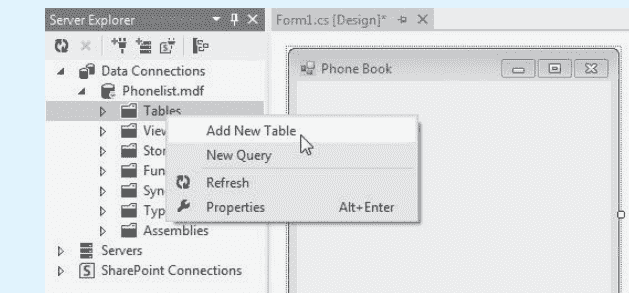 Server Explorer
Form1.cs [Design]*
Data Connections
Phonelist.mdf
Tables
Phone Book
Add New Table
New Query
Refresh
Properties Alt+Enter
Assemblies
Servers
SharePoint Connections